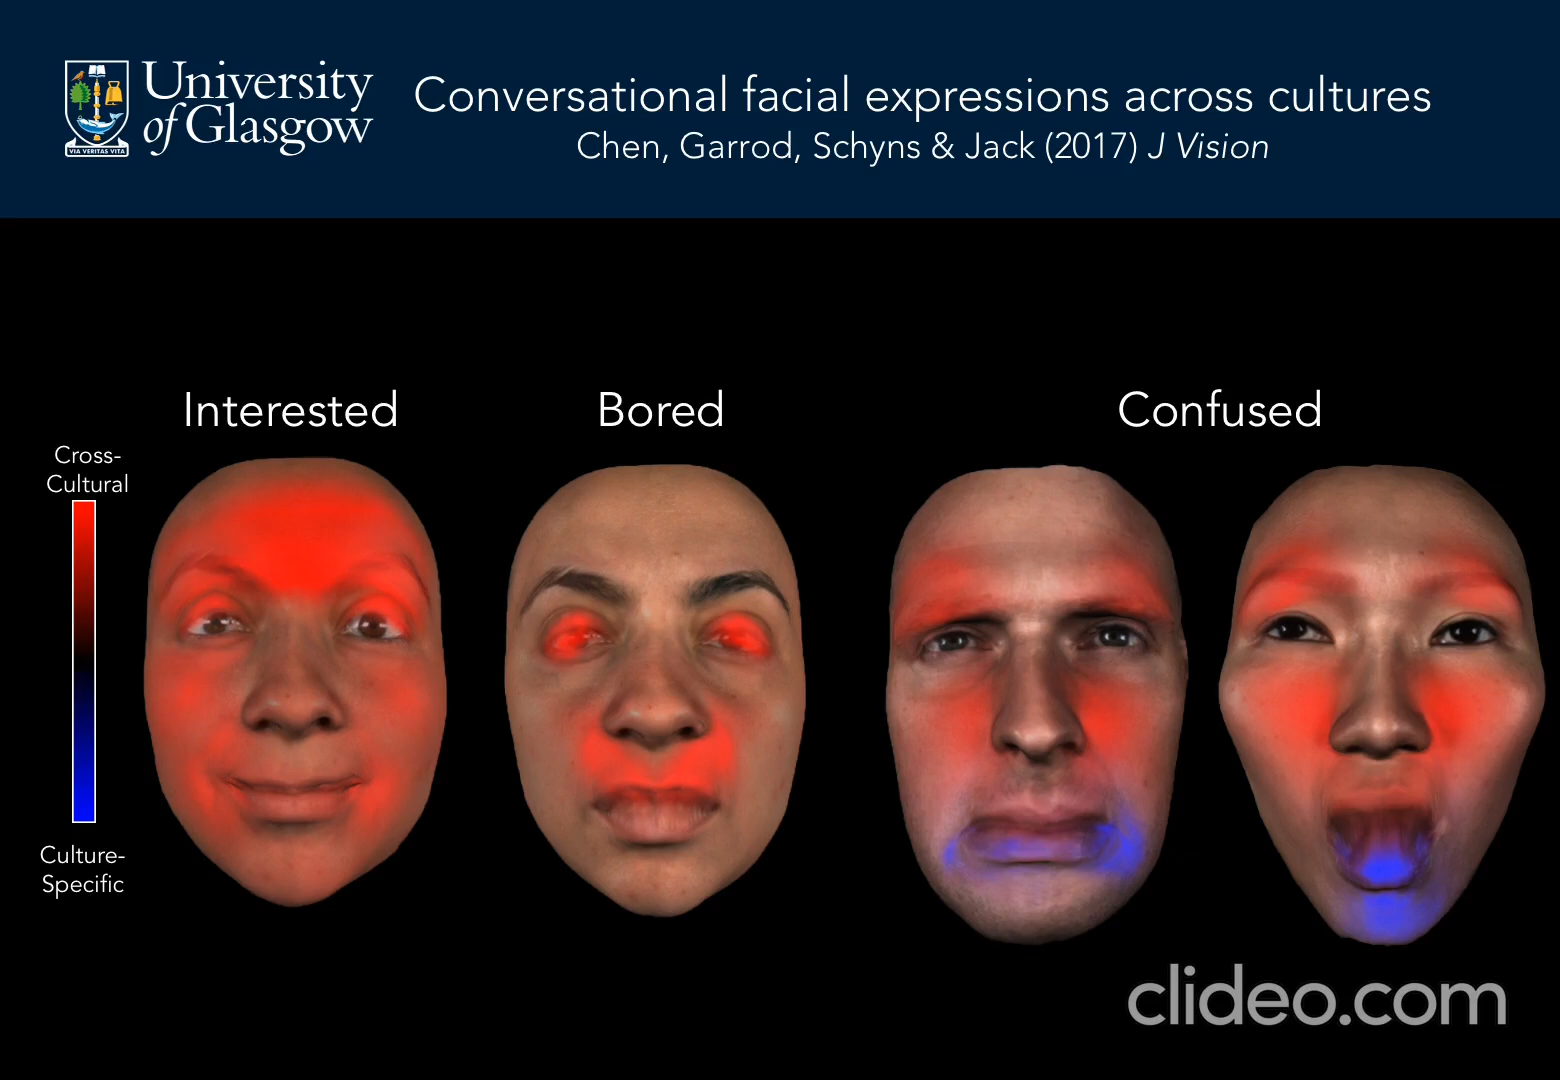 University
of Glasgow
VIA VERITAS VITA
Conversational facial expressions across cultures
Chen, Garrod, Schyns & Jack (2017) J Vision
Interested
Bored
Confused
Cross-
Cultural
Culture-
Specific
clideo.com